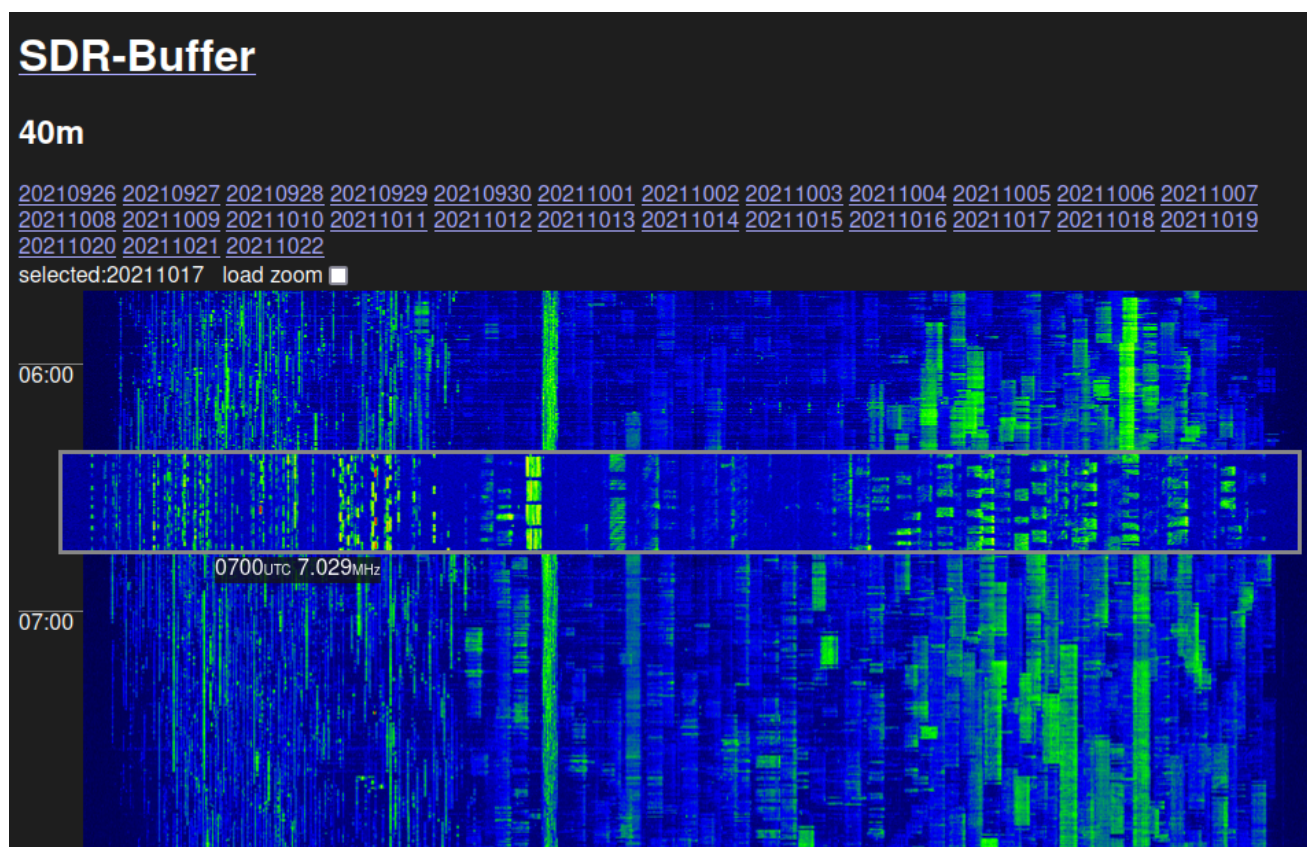 SDR-Buffer
40m
20210926 20210927 20210928 20210929 20210930 20211001 20211002 20211003 20211004 20211005 20211006 20211007
20211008 20211009 20211010 20211011 20211012 20211013 20211014 20211015 20211016 20211017 20211018 20211019
20211020 20211021 20211022
selected:20211017 load zoom
06:00
0700UTC 7.029MHz
07:00